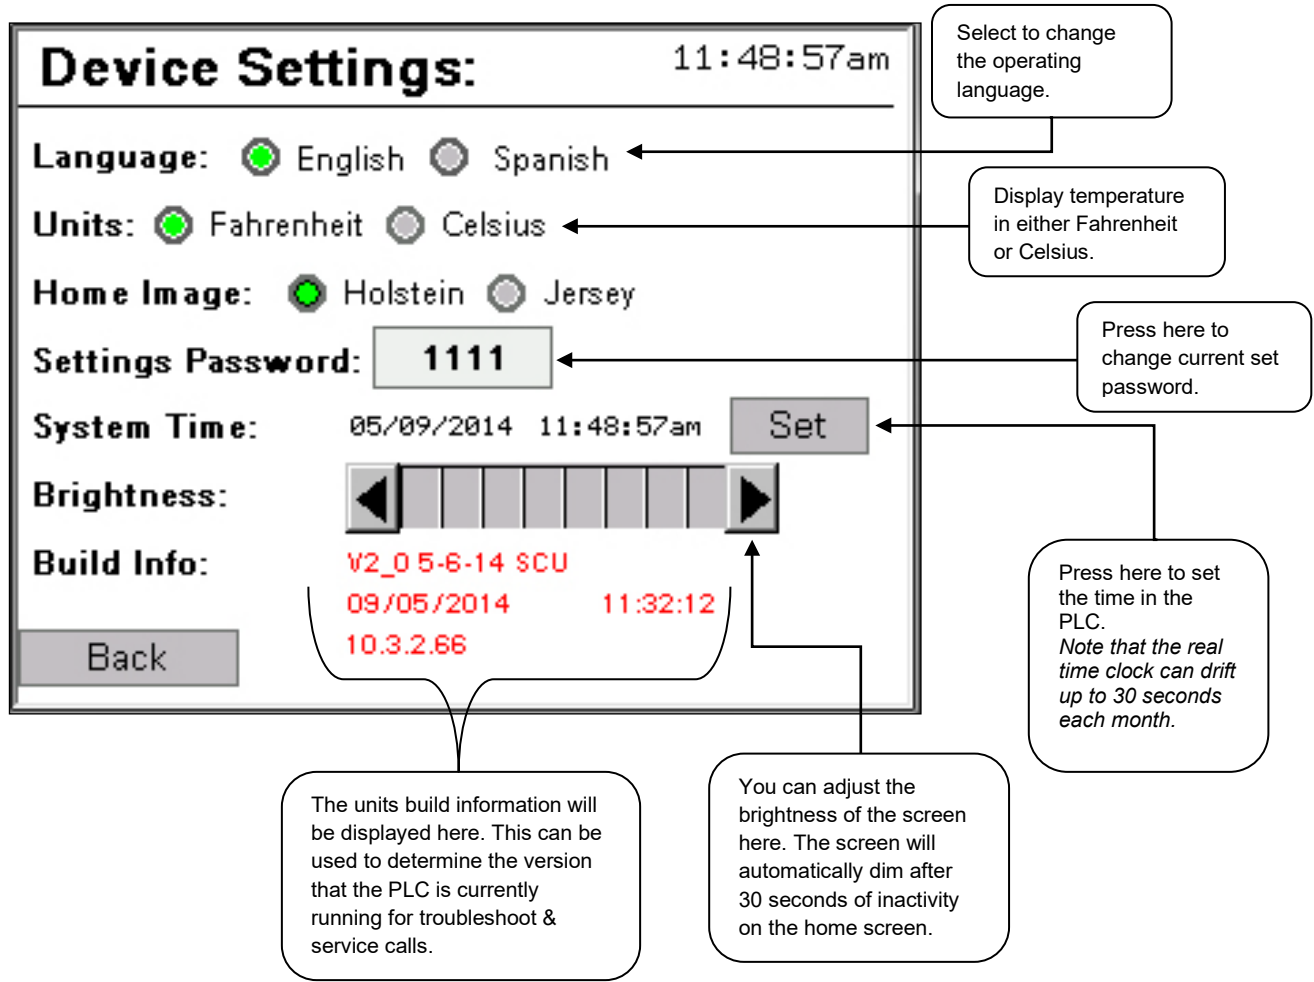 Device Settings:
11:48:57am
Language: English Spanish
Units: Fahrenheit Celsius
Home Image: Holstein Jersey
Settings Password: 1111
System Time: 05/09/2014 11:48:57am Set
Brightness:
Build Info: V2_0 5-6-14 SCU
09/05/2014 11:32:12
10.3.2.66
Back
Select to change
the operating
language.
Display temperature
in either Fahrenheit
or Celsius.
Press here to
change current set
password.
Press here to set
the time in the
PLC.
Note that the real
time clock can drift
up to 30 seconds
each month.
The units build information will
be displayed here. This can be
used to determine the version
that the PLC is currently
running for troubleshoot &
service calls.
You can adjust the
brightness of the screen
here. The screen will
automatically dim after
30 seconds of inactivity
on the home screen.